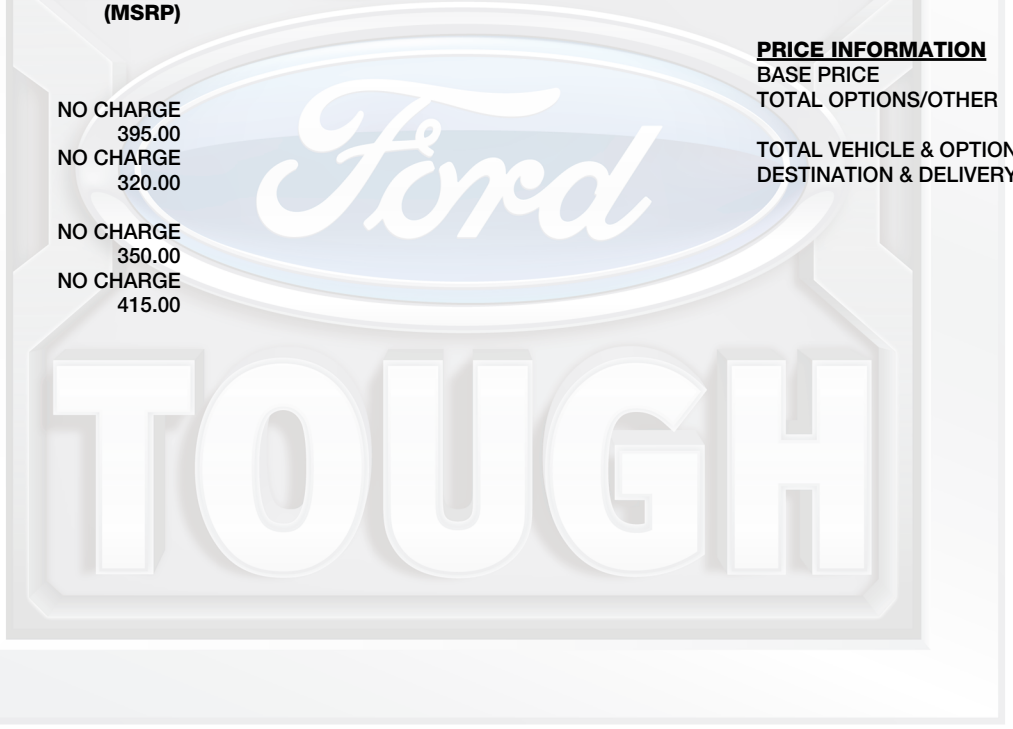 (MSRP)
NO CHARGE
395.00
NO CHARGE
320.00
NO CHARGE
350.00
NO CHARGE
415.00
PRICE INFORMATION
BASE PRICE
TOTAL OPTIONS/OTHER
TOTAL VEHICLE & OPTION
DESTINATION & DELIVERY
Ford
TOUGH